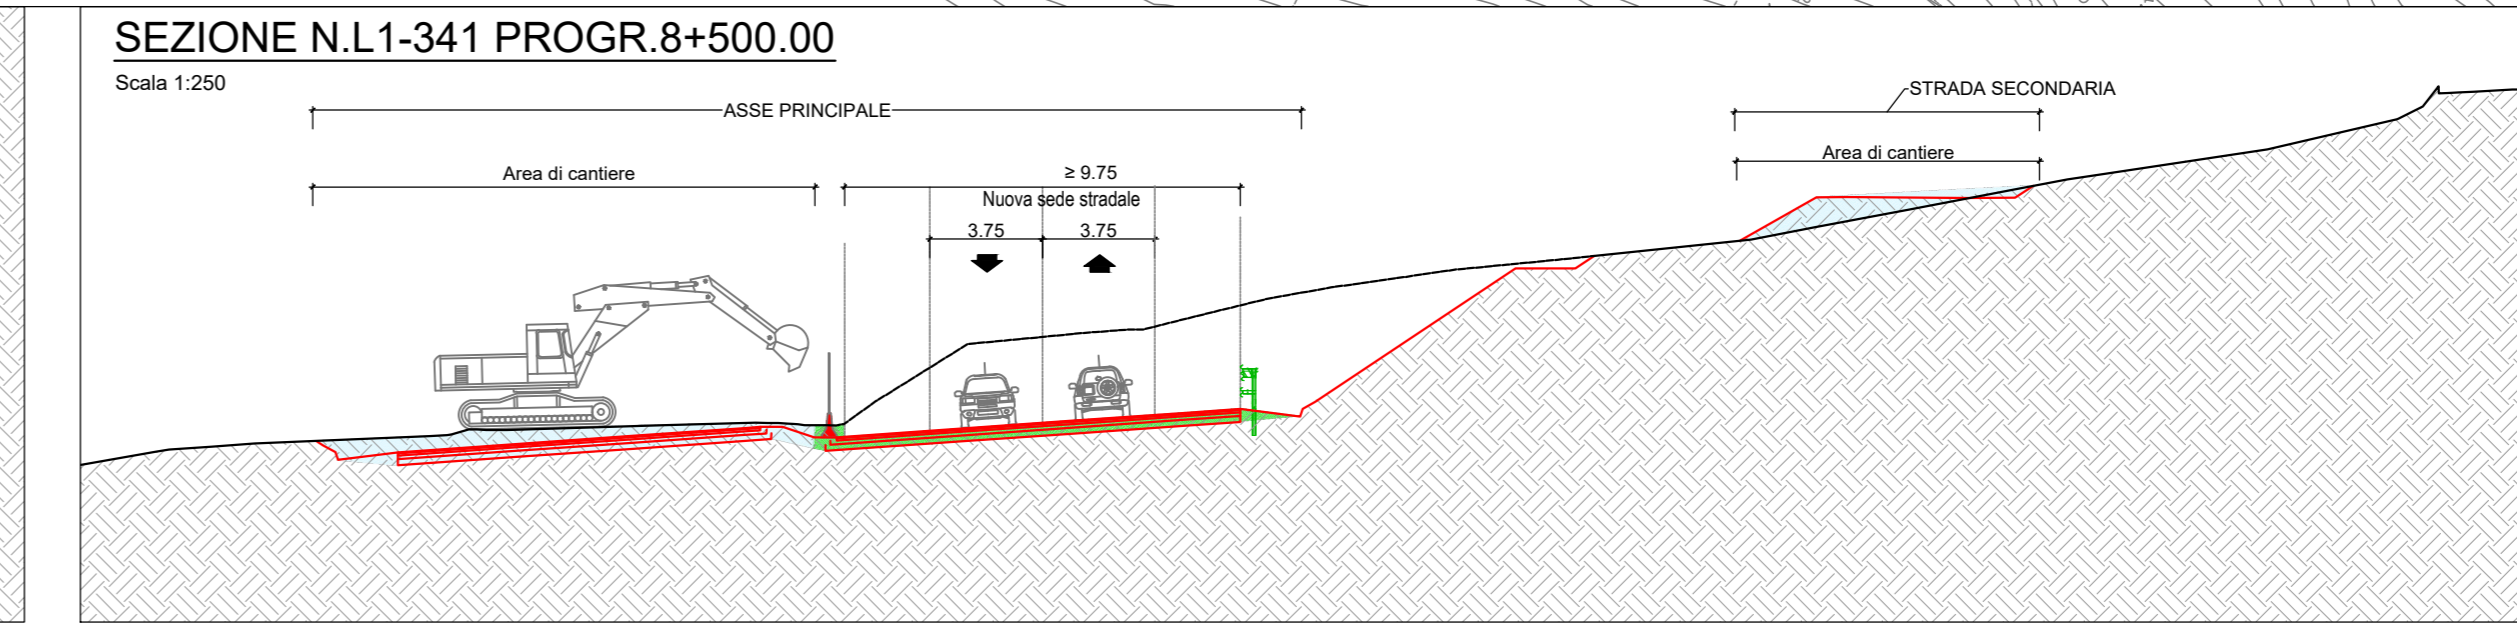 SEZIONE N.L1-341 PROGR.8+500.00
Scala 1:250
ASSE PRINCIPALE
STRADA SECONDARIA
Area di cantiere
Area di cantiere
≥ 9.75
Nuova sede stradale
3.75
3.75